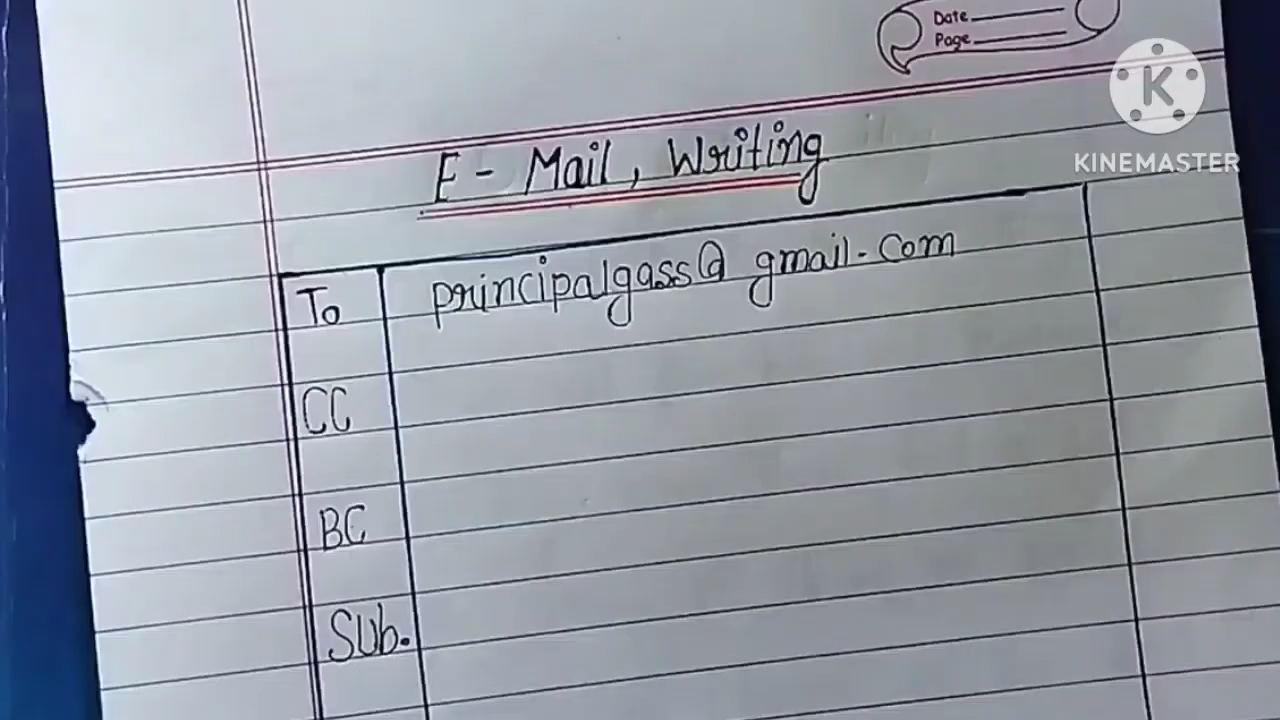 Date
Page
K
KINEMASTER
E - Mail, Writing
To principalgass@ gmail.com
CC
BC
Sub.